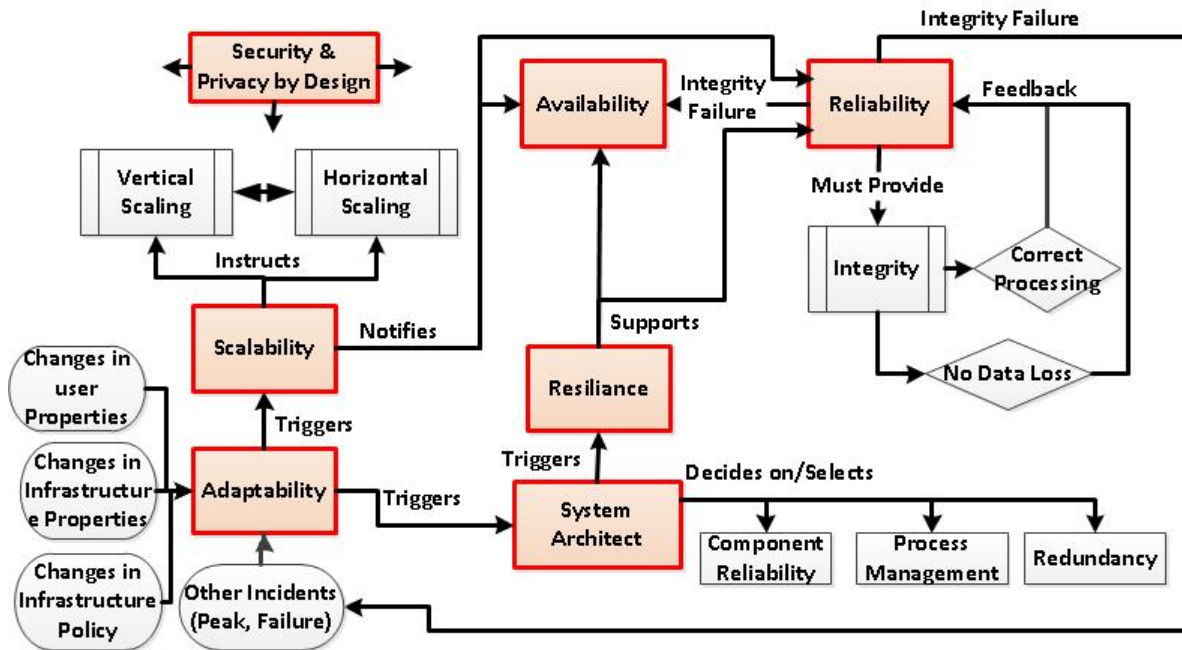 Integrity Failure
Security &
Privacy by Design
Availability
Integrity
Failure
Reliability
Feedback
Vertical
Scaling
Horizontal
Scaling
Must Provide
Instructs
Integrity
Correct
Processing
Scalability
Notifies
Supports
Changes in
user
Properties
Resiliance
No Data Loss
Triggers
Changes in
Infrastructur
e Properties
Adaptability
Triggers
Triggers
System
Architect
Decides on/Selects
Component
Reliability
Process
Management
Redundancy
Changes in
Infrastructure
Policy
Other Incidents
(Peak, Failure)